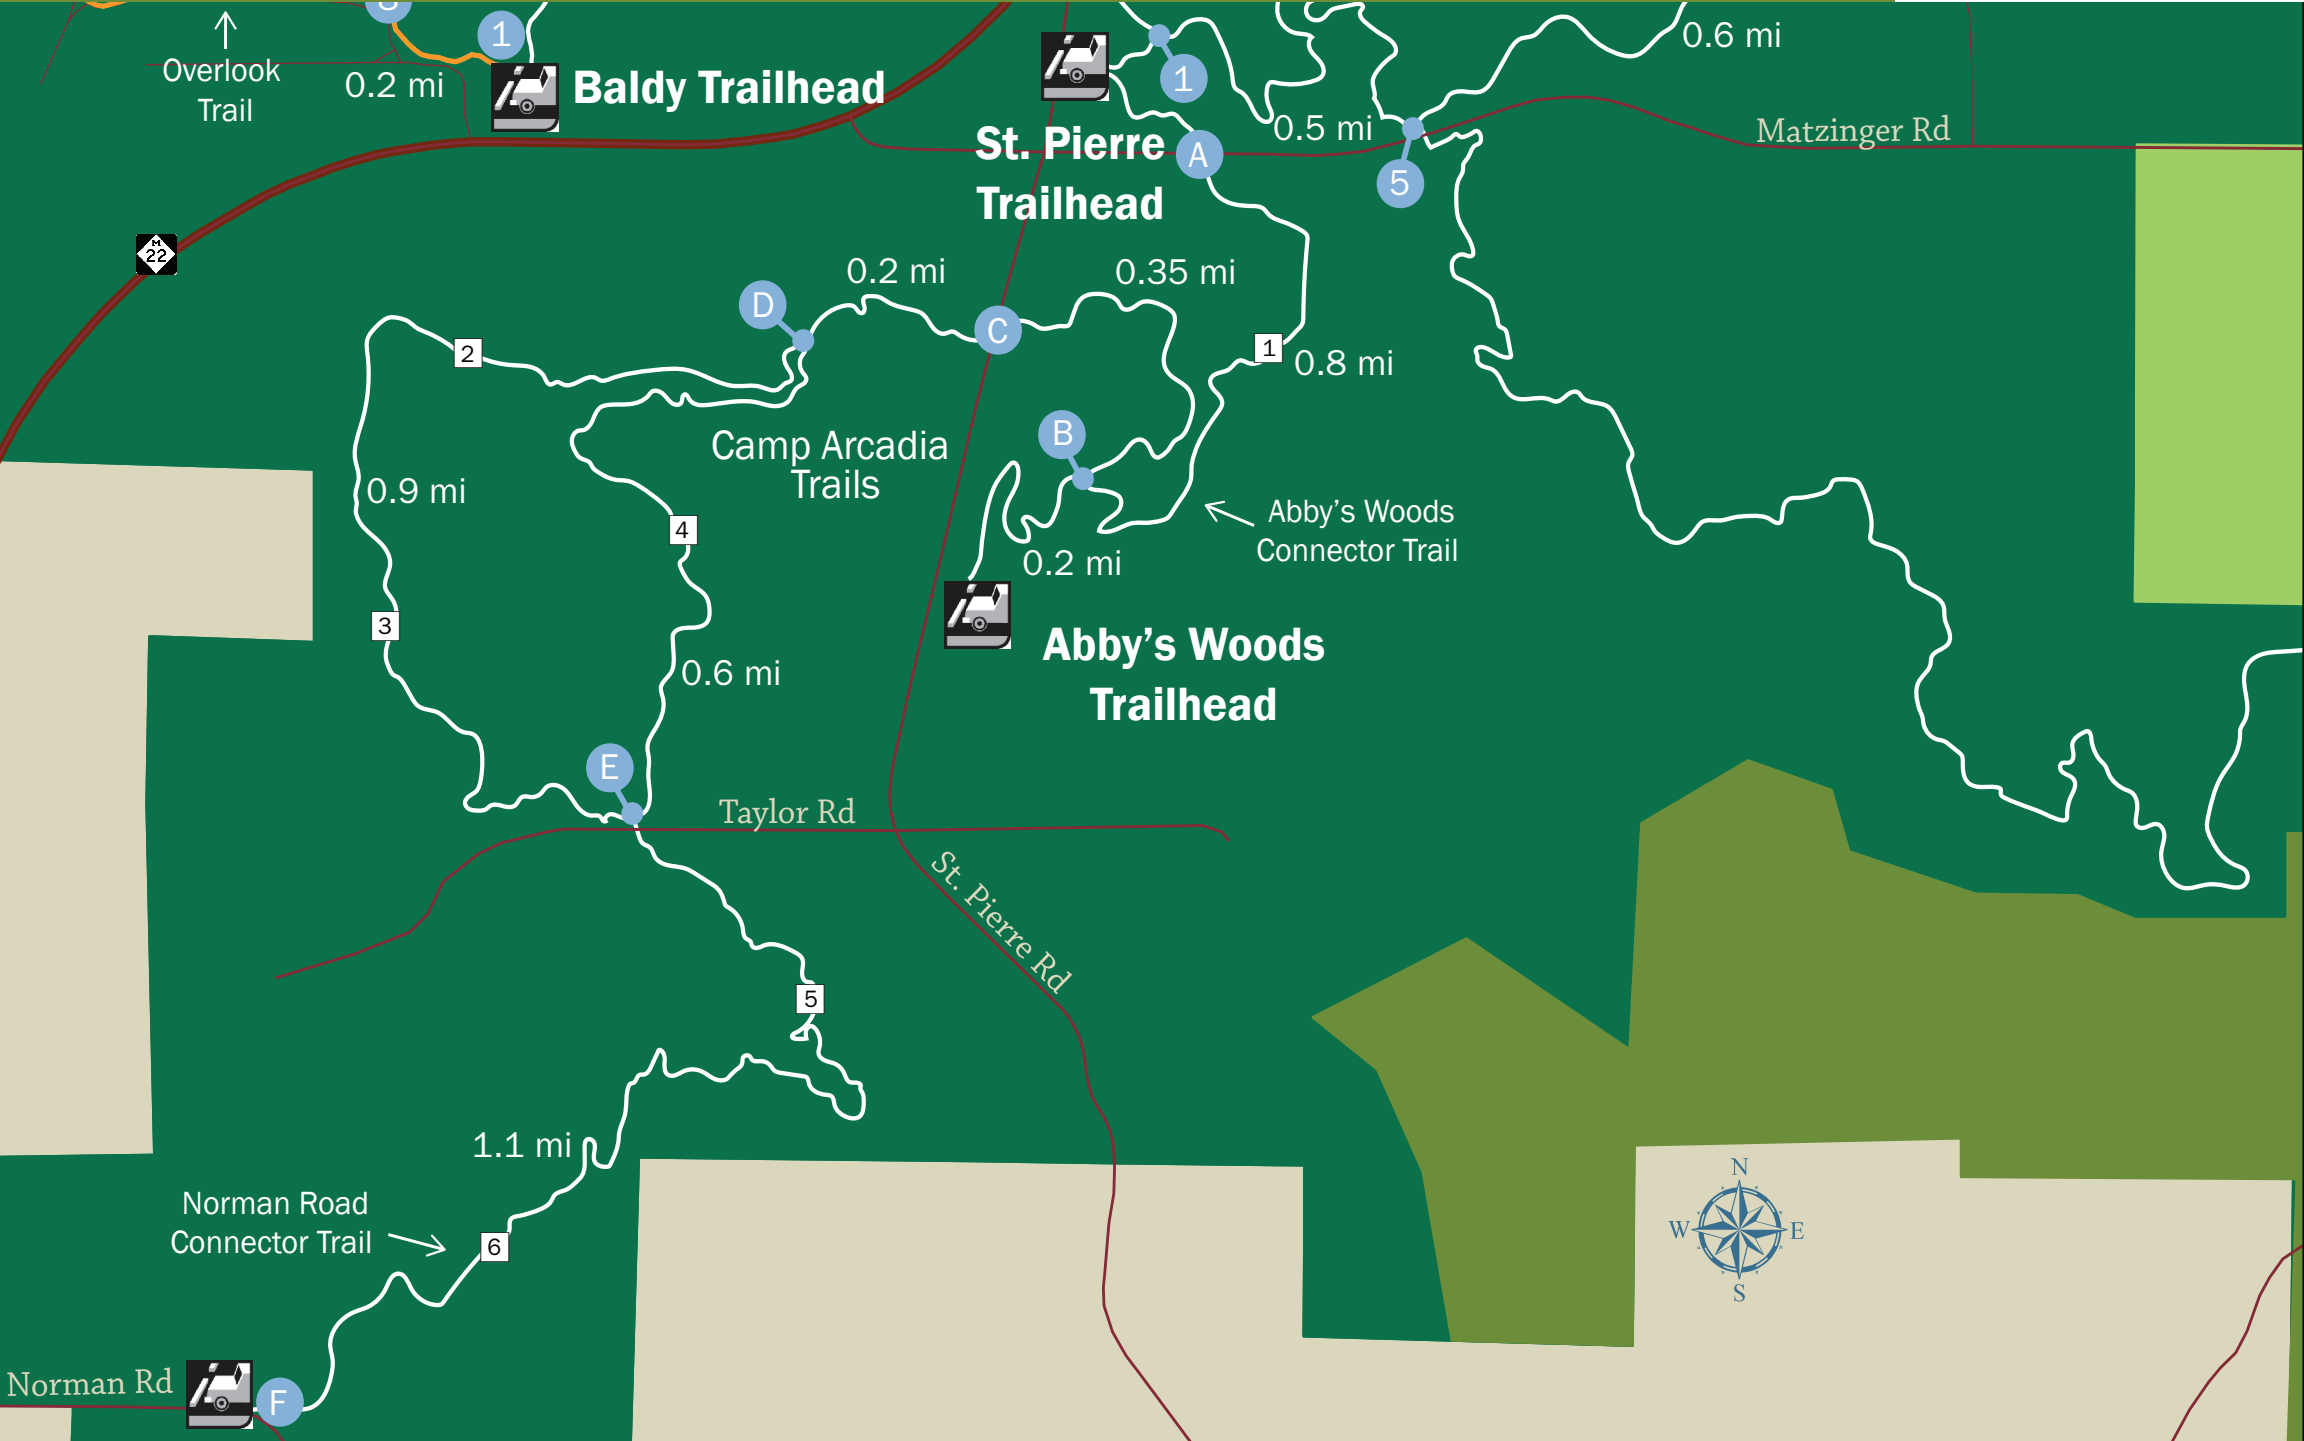 8
1
Overlook
Trail
0.2 mi
Baldy Trailhead
1
0.6 mi
0.5 mi
Matzinger Rd
St. Pierre
Trailhead
A
5
M
22
D
0.2 mi
C
0.35 mi
2
1
0.8 mi
B
Camp Arcadia
Trails
0.9 mi
4
Abby's Woods
Connector Trail
0.2 mi
3
Abby's Woods
Trailhead
0.6 mi
E
Taylor Rd
St. Pierre Rd
5
1.1 mi
Norman Road
Connector Trail
6
N
W
E
S
Norman Rd
F